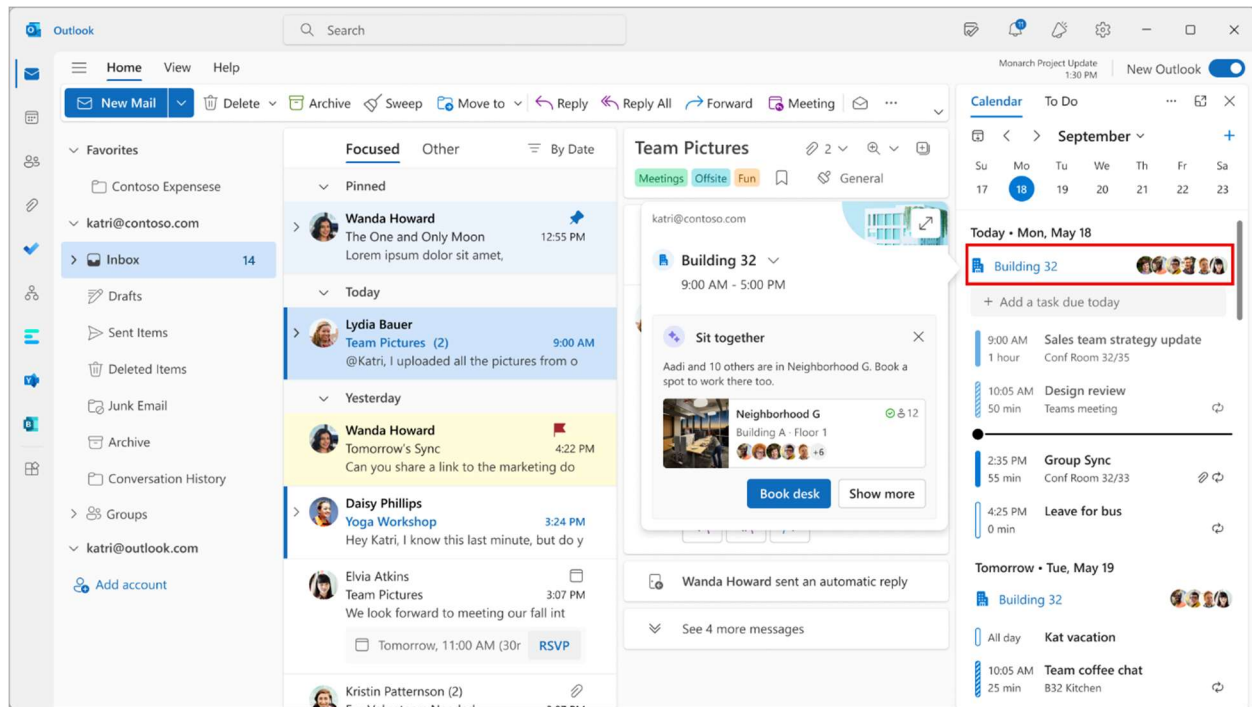 Outlook
Search
11
Home View Help
Monarch Project Update
1:30 PM
New Outlook
New Mail Delete Archive Sweep Move to Reply Reply All Forward Meeting ...
Favorites
Contoso Expensese
katri@contoso.com
Inbox 14
Drafts
Sent Items
Deleted Items
Junk Email
Archive
Conversation History
Groups
katri@outlook.com
Add account
Focused Other By Date
Pinned
Wanda Howard
The One and Only Moon 12:55 PM
Lorem ipsum dolor sit amet,
Today
Lydia Bauer
Team Pictures (2) 9:00 AM
@Katri, I uploaded all the pictures from o
Yesterday
Wanda Howard
Tomorrow's Sync 4:22 PM
Can you share a link to the marketing do
Daisy Phillips
Yoga Workshop 3:24 PM
Hey Katri, I know this last minute, but do y
Elvia Atkins
Team Pictures 3:07 PM
We look forward to meeting our fall int
Tomorrow, 11:00 AM (30r RSVP
Kristin Patternson (2)
Team Pictures 2
Meetings Offsite Fun General
katri@contoso.com
Building 32
9:00 AM - 5:00 PM
Sit together
Aadi and 10 others are in Neighborhood G. Book a
spot to work there too.
Neighborhood G 12
Building A · Floor 1
+6
Book desk Show more
Wanda Howard sent an automatic reply
See 4 more messages
Calendar To Do ...
September
Su Mo Tu We Th Fr Sa
17 18 19 20 21 22 23
Today • Mon, May 18
Building 32
+ Add a task due today
9:00 AM Sales team strategy update
1 hour Conf Room 32/35
10:05 AM Design review
50 min Teams meeting
2:35 PM Group Sync
55 min Conf Room 32/33
4:25 PM Leave for bus
0 min
Tomorrow • Tue, May 19
Building 32
All day Kat vacation
10:05 AM Team coffee chat
25 min B32 Kitchen